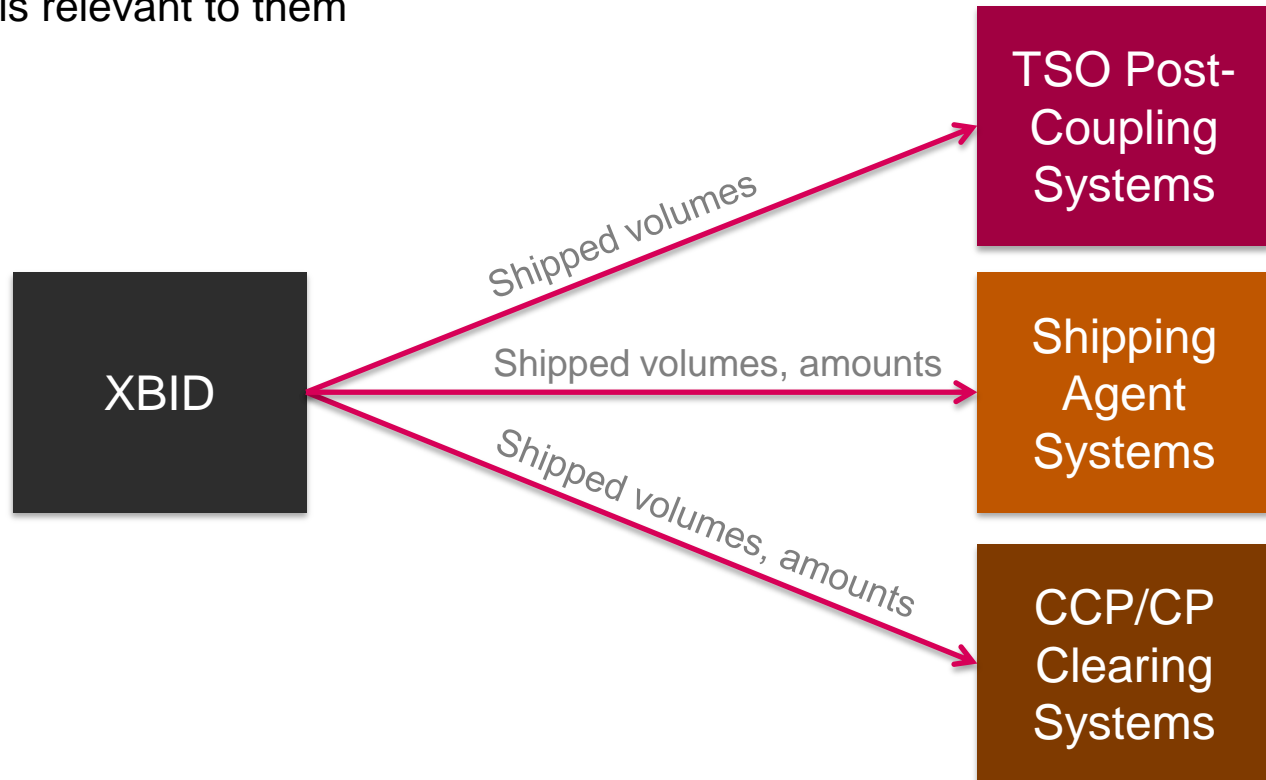 is relevant to them
TSO Post-
Coupling
Systems
Shipped volumes
XBID
Shipped volumes, amounts
Shipping
Agent
Systems
Shipped volumes, amounts
CCP/CP
Clearing
Systems